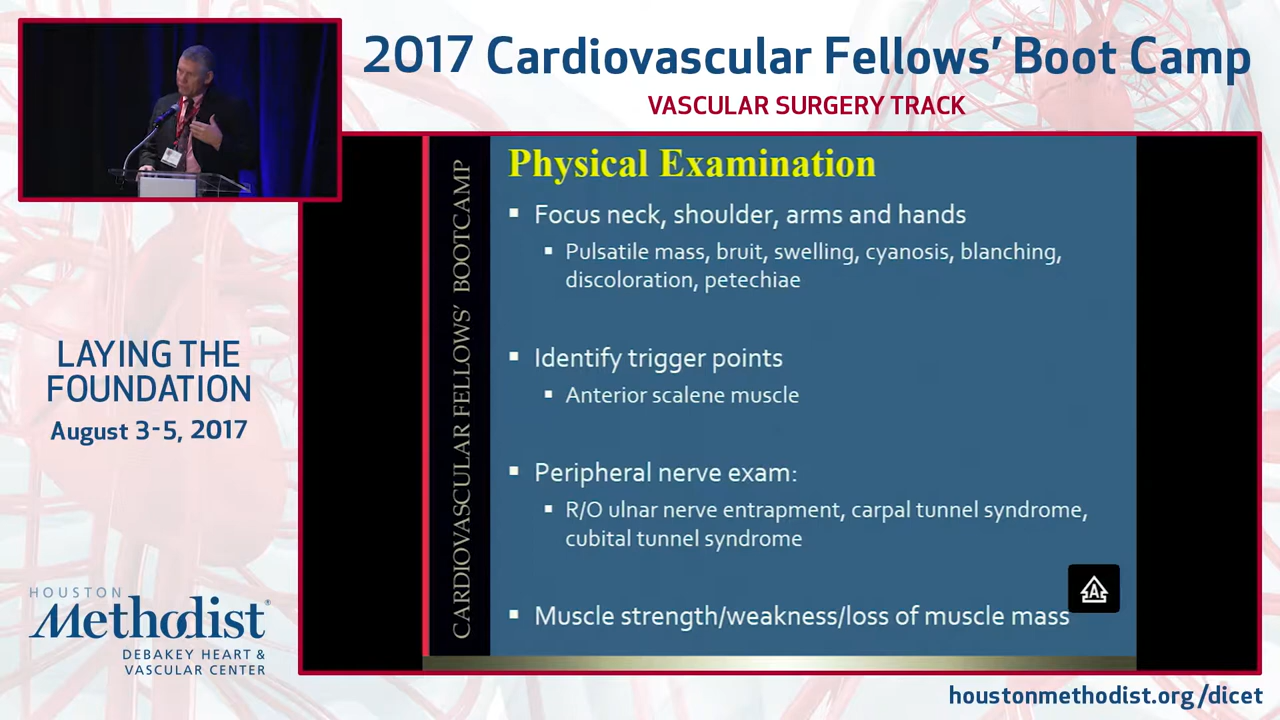 2017 Cardiovascular Fellows’ Boot Camp
VASCULAR SURGERY TRACK
LAYING THE
FOUNDATION
August 3-5, 2017
HOUSTON
Methodist®
DEBAKEY HEART &
VASCULAR CENTER
CARDIOVASCULAR FELLOWS’ BOOTCAMP
Physical Examination
▪ Focus neck, shoulder, arms and hands
▪ Pulsatile mass, bruit, swelling, cyanosis, blanching,
discoloration, petechiae
▪ Identify trigger points
▪ Anterior scalene muscle
▪ Peripheral nerve exam:
▪ R/O ulnar nerve entrapment, carpal tunnel syndrome,
cubital tunnel syndrome
▪ Muscle strength/weakness/loss of muscle mass
A
houstonmethodist.org/dicet